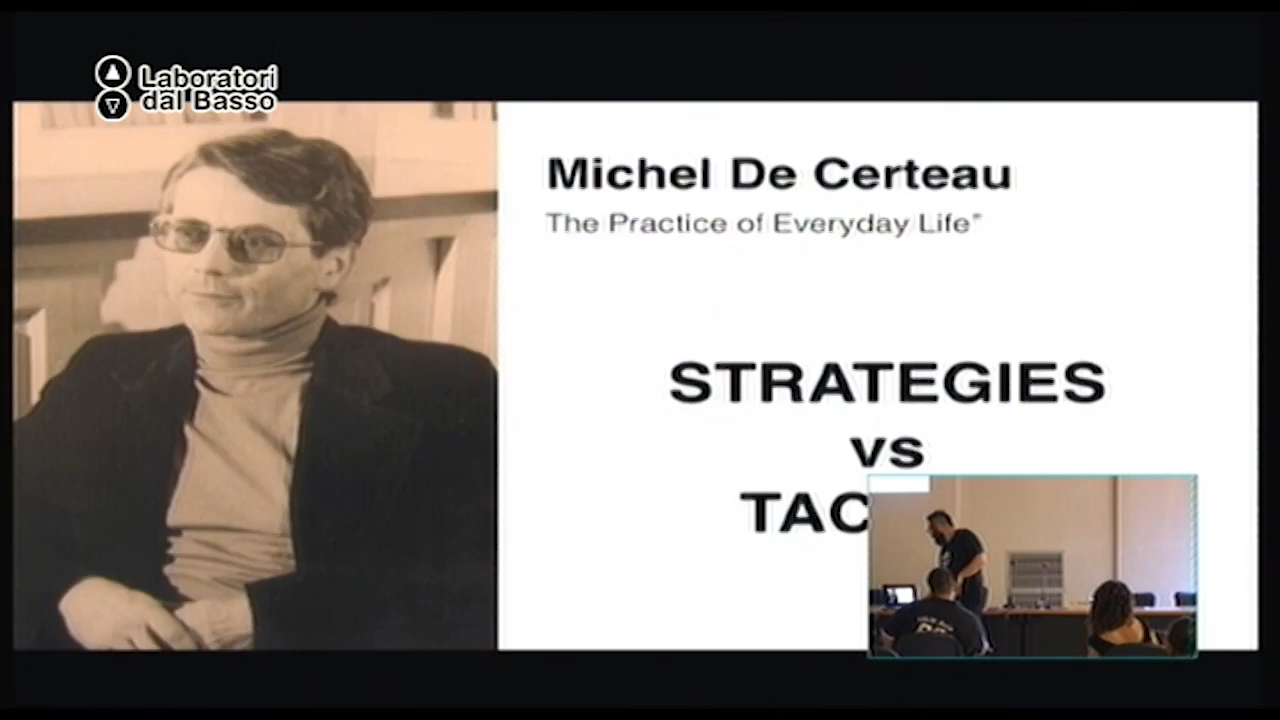 Laboratori
dal Basso
Michel De Certeau
The Practice of Everyday Life"
STRATEGIES
vs
TAC